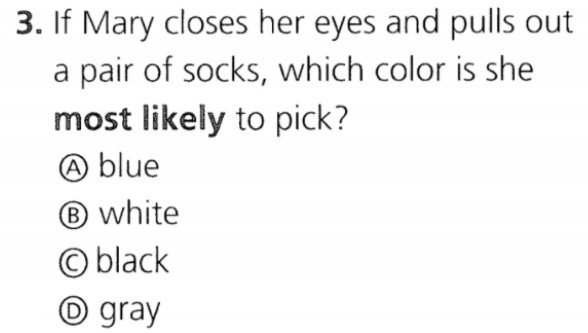 3. If Mary closes her eyes and pulls out
a pair of socks, which color is she
most likely to pick?
Ⓐ blue
Ⓑ white
Ⓒ black
Ⓓ gray